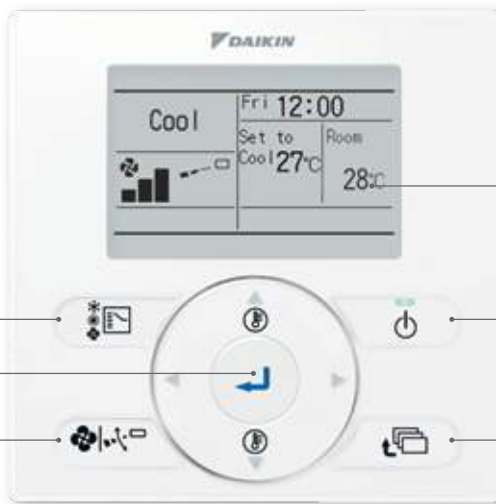 DAIKIN
Cool
Fri 12:00
Set to
Cool 27°C
Room
28°C